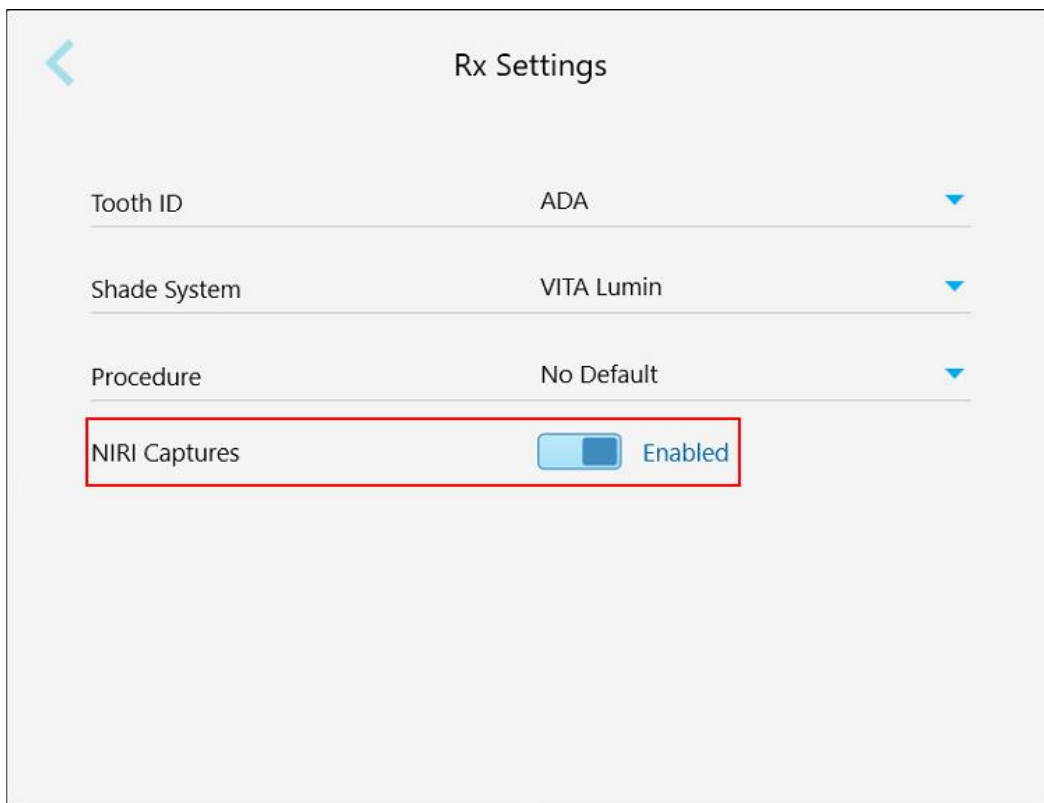 Rx Settings
Tooth ID ADA
Shade System VITA Lumin
Procedure No Default
NIRI Captures Enabled